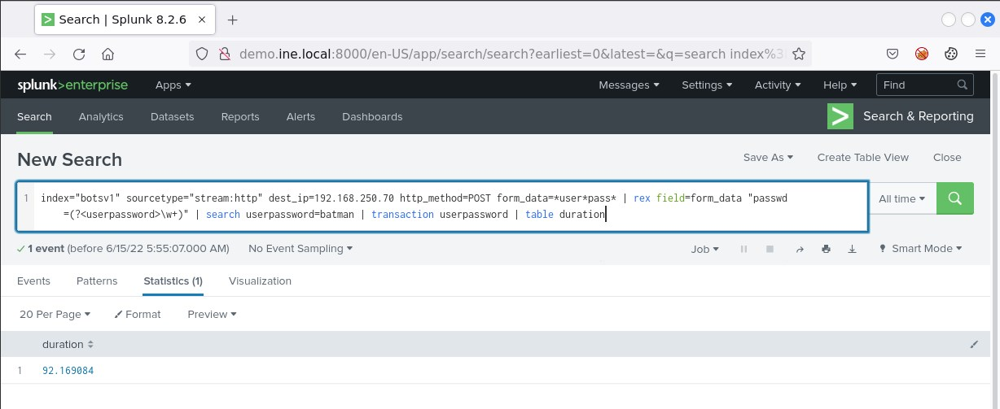 Search | Splunk 8.2.6
demo.ine.local:8000/en-US/app/search/search?earliest=0&latest=&q=search index%3
splunk>enterprise Apps Messages Settings Activity Help Find
Search Analytics Datasets Reports Alerts Dashboards Search & Reporting
New Search Save As Create Table View Close
1 index="botsv1" sourcetype="stream:http" dest_ip=192.168.250.70 http_method=POST form_data=*user*pass* | rex field=form_data "passwd
=(?<userpassword>\w+)" | search userpassword=batman | transaction userpassword | table duration
All time
1 event (before 6/15/22 5:55:07.000 AM) No Event Sampling Job Smart Mode
Events Patterns Statistics (1) Visualization
20 Per Page Format Preview
duration
1 92.169084